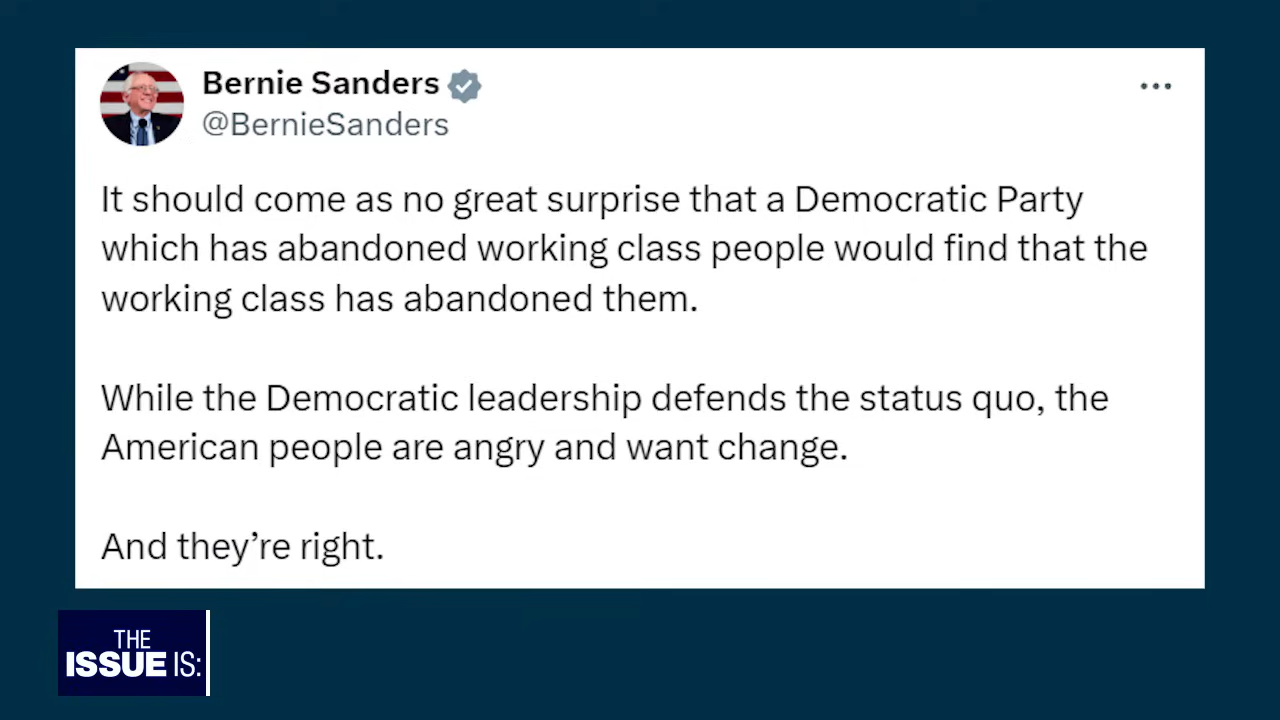 Bernie Sanders
@BernieSanders
It should come as no great surprise that a Democratic Party
which has abandoned working class people would find that the
working class has abandoned them.
While the Democratic leadership defends the status quo, the
American people are angry and want change.
And they’re right.
THE
ISSUE IS: